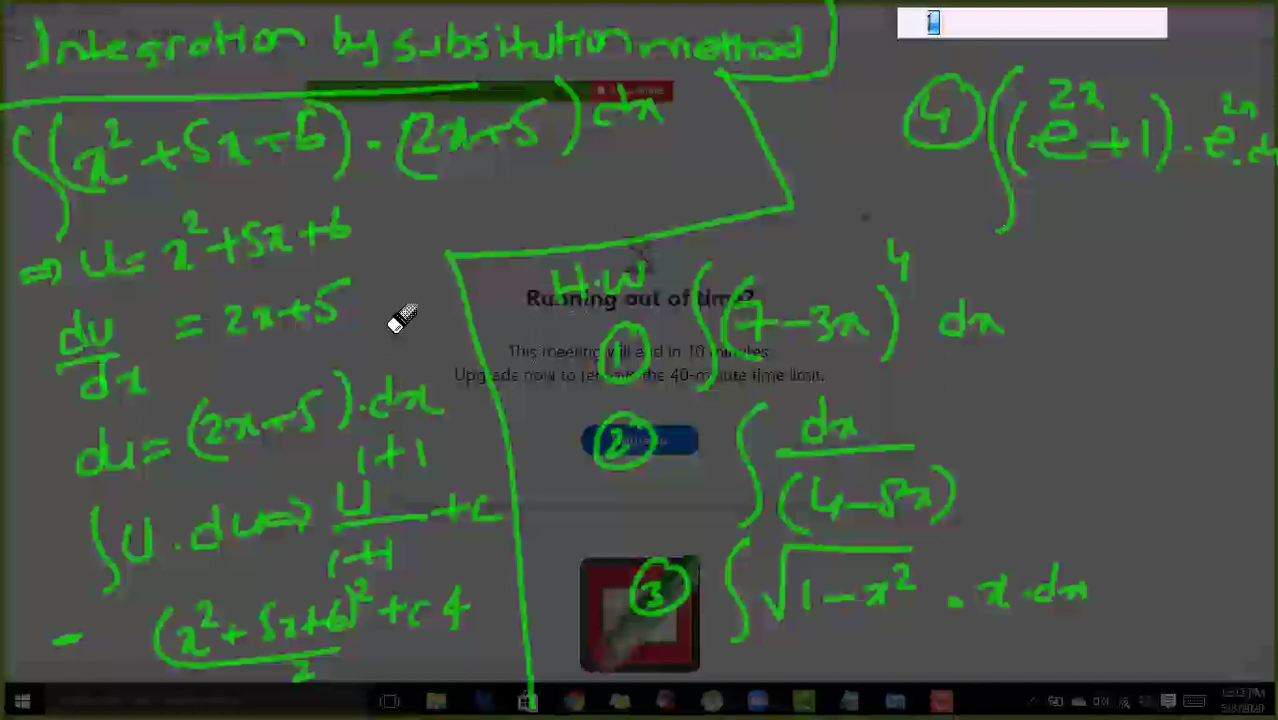 Integration by subsitution method
∫((x²+5x+6)·(2x+5)) dx
⇒ u = x²+5x+6
du/dx = 2x+5
du = (2x+5)·dx
∫u·du ⇒ u^(1+1)/(1+1) + c
= (x²+5x+6)²/2 + c
④ ∫(e^(2x)+1)·e^(2x)·d
H.W
① ∫(7-3x)⁴ dx
② ∫dx/(4-5x)
③ ∫√(1-x²) · x·dx
Running out of time?
This meeting will end in 10 minutes.
Upgrade now to remove the 40-minute time limit.